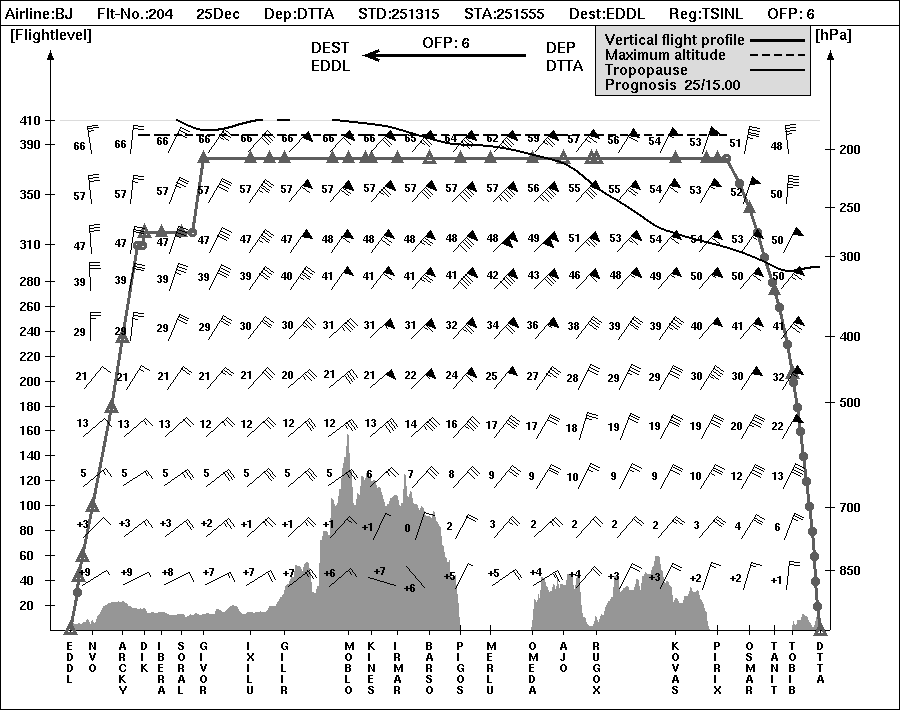 Airline:BJ Flt-No.:204 25Dec Dep:DTTA STD:251315 STA:251555 Dest:EDDL Reg:TSINL OFP: 6
[Flightlevel] [hPa]
DEST OFP: 6 DEP
EDDL DTTA
Vertical flight profile
Maximum altitude
Tropopause
Prognosis 25/15.00
410
390 66 66 66 66 66 66 66 66 65 64 62 59 57 56 54 53 51 48 200
350 57 57 57 57 57 57 57 57 57 57 57 56 55 55 54 53 52 50 250
310 47 47 47 47 47 47 48 48 48 48 48 49 51 53 54 54 53 50 300
280 39 39 39 39 39 40 41 41 41 41 42 43 46 48 49 50 50 50
260
240 29 29 29 29 30 30 31 31 31 32 34 36 38 39 39 40 41 41 400
220
200 21 21 21 21 21 20 21 21 22 24 25 27 28 29 29 30 30 32
180 500
160 13 13 13 12 12 12 12 13 14 16 17 17 18 19 19 19 20 22
140
120 5 5 5 5 5 5 5 6 7 8 9 9 10 9 9 10 12 13
100 700
80 +3 +3 +3 +2 +1 +1 +1 +1 0 2 3 2 2 2 2 3 4 6
60
40 +9 +9 +8 +7 +7 +7 +6 +7 +6 +5 +5 +4 +4 +3 +3 +2 +2 +1 850
20
EDDL
NVO
ARCKY
DIK
IBERA
SORAL
GIVOR
IXILU
GILIR
MOBLO
KINES
IRMAR
BARSO
PIGOS
MERLU
OMEDA
AJO
RUGOX
KOVAS
PIRIX
OSMAR
TANIT
TOBIB
DTTA